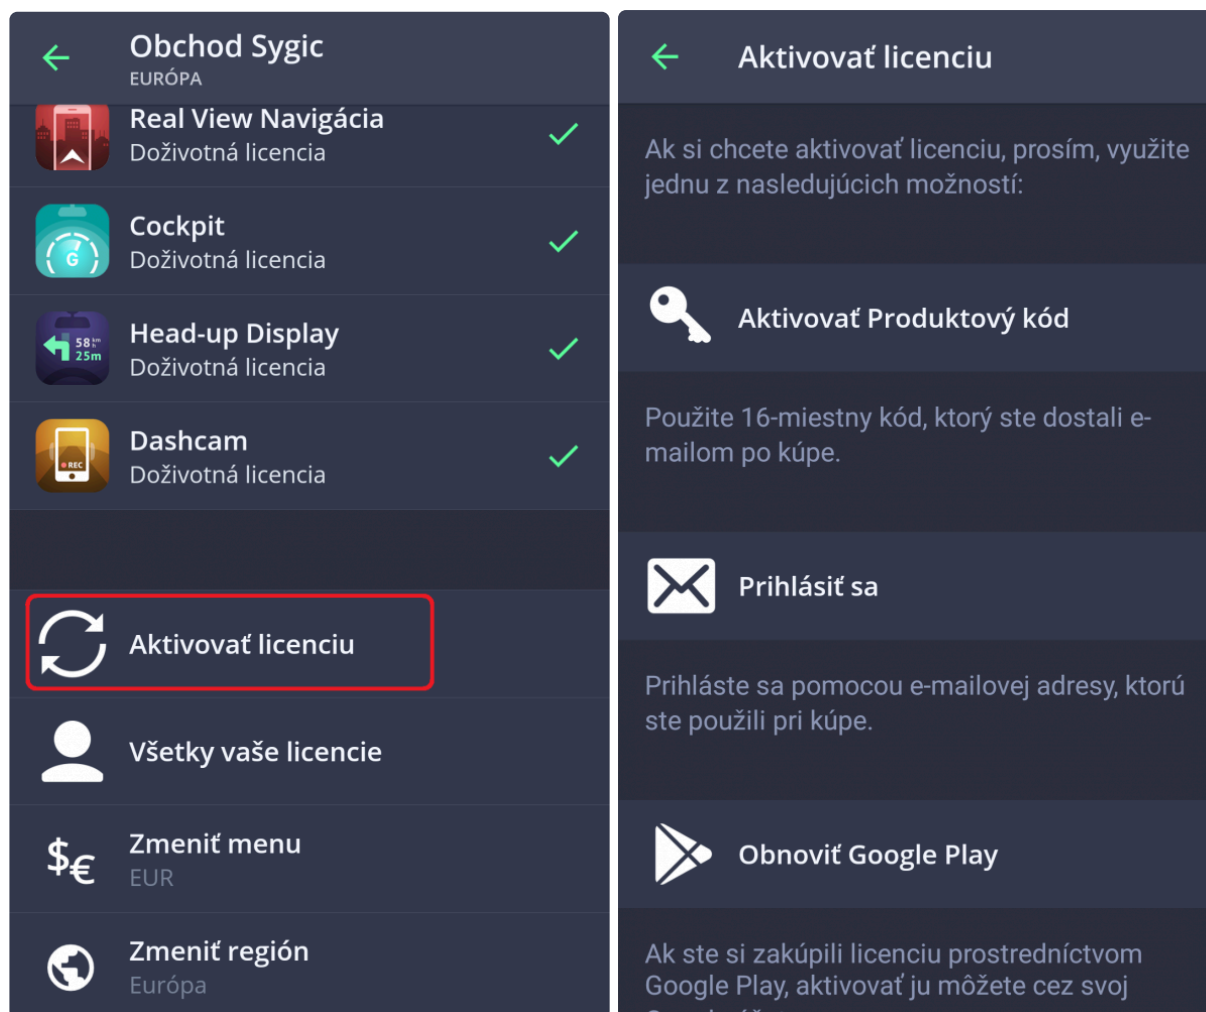 Obchod Sygic
EURÓPA
Real View Navigácia
Doživotná licencia
Cockpit
Doživotná licencia
G
Head-up Display
Doživotná licencia
58 km/h
25m
Dashcam
Doživotná licencia
REC
Aktivovať licenciu
Všetky vaše licencie
Zmeniť menu
EUR
$€
Zmeniť región
Európa
Aktivovať licenciu
Ak si chcete aktivovať licenciu, prosím, využite
jednu z nasledujúcich možností:
Aktivovať Produktový kód
Použite 16-miestny kód, ktorý ste dostali e-
mailom po kúpe.
Prihlásiť sa
Prihláste sa pomocou e-mailovej adresy, ktorú
ste použili pri kúpe.
Obnoviť Google Play
Ak ste si zakúpili licenciu prostredníctvom
Google Play, aktivovať ju môžete cez svoj